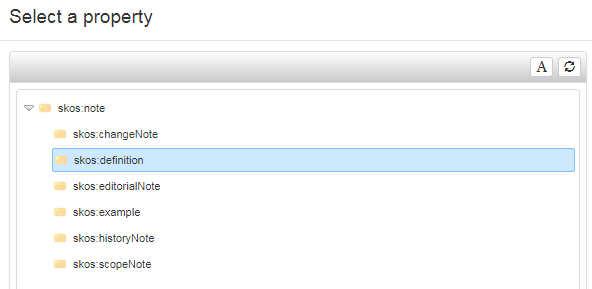 Select a property
A
skos:note
skos:changeNote
skos:definition
skos:editorialNote
skos:example
skos:historyNote
skos:scopeNote